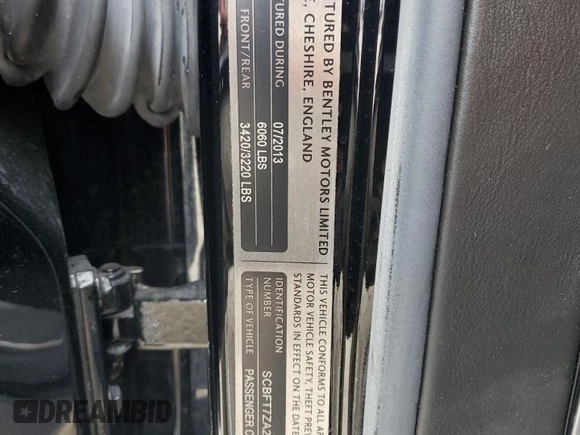 TURED BY BENTLEY MOTORS LIMITED
E, CHESHIRE, ENGLAND
TURED DURING 07/2013
6060 LBS
FRONT/REAR 3420/3220 LBS
THIS VEHICLE CONFORMS TO ALL AP
MOTOR VEHICLE SAFETY, THEFT PREV
STANDARDS IN EFFECT ON THE DATE
IDENTIFICATION NUMBER SCBFT7ZA2
TYPE OF VEHICLE PASSENGER C
DREAMBID